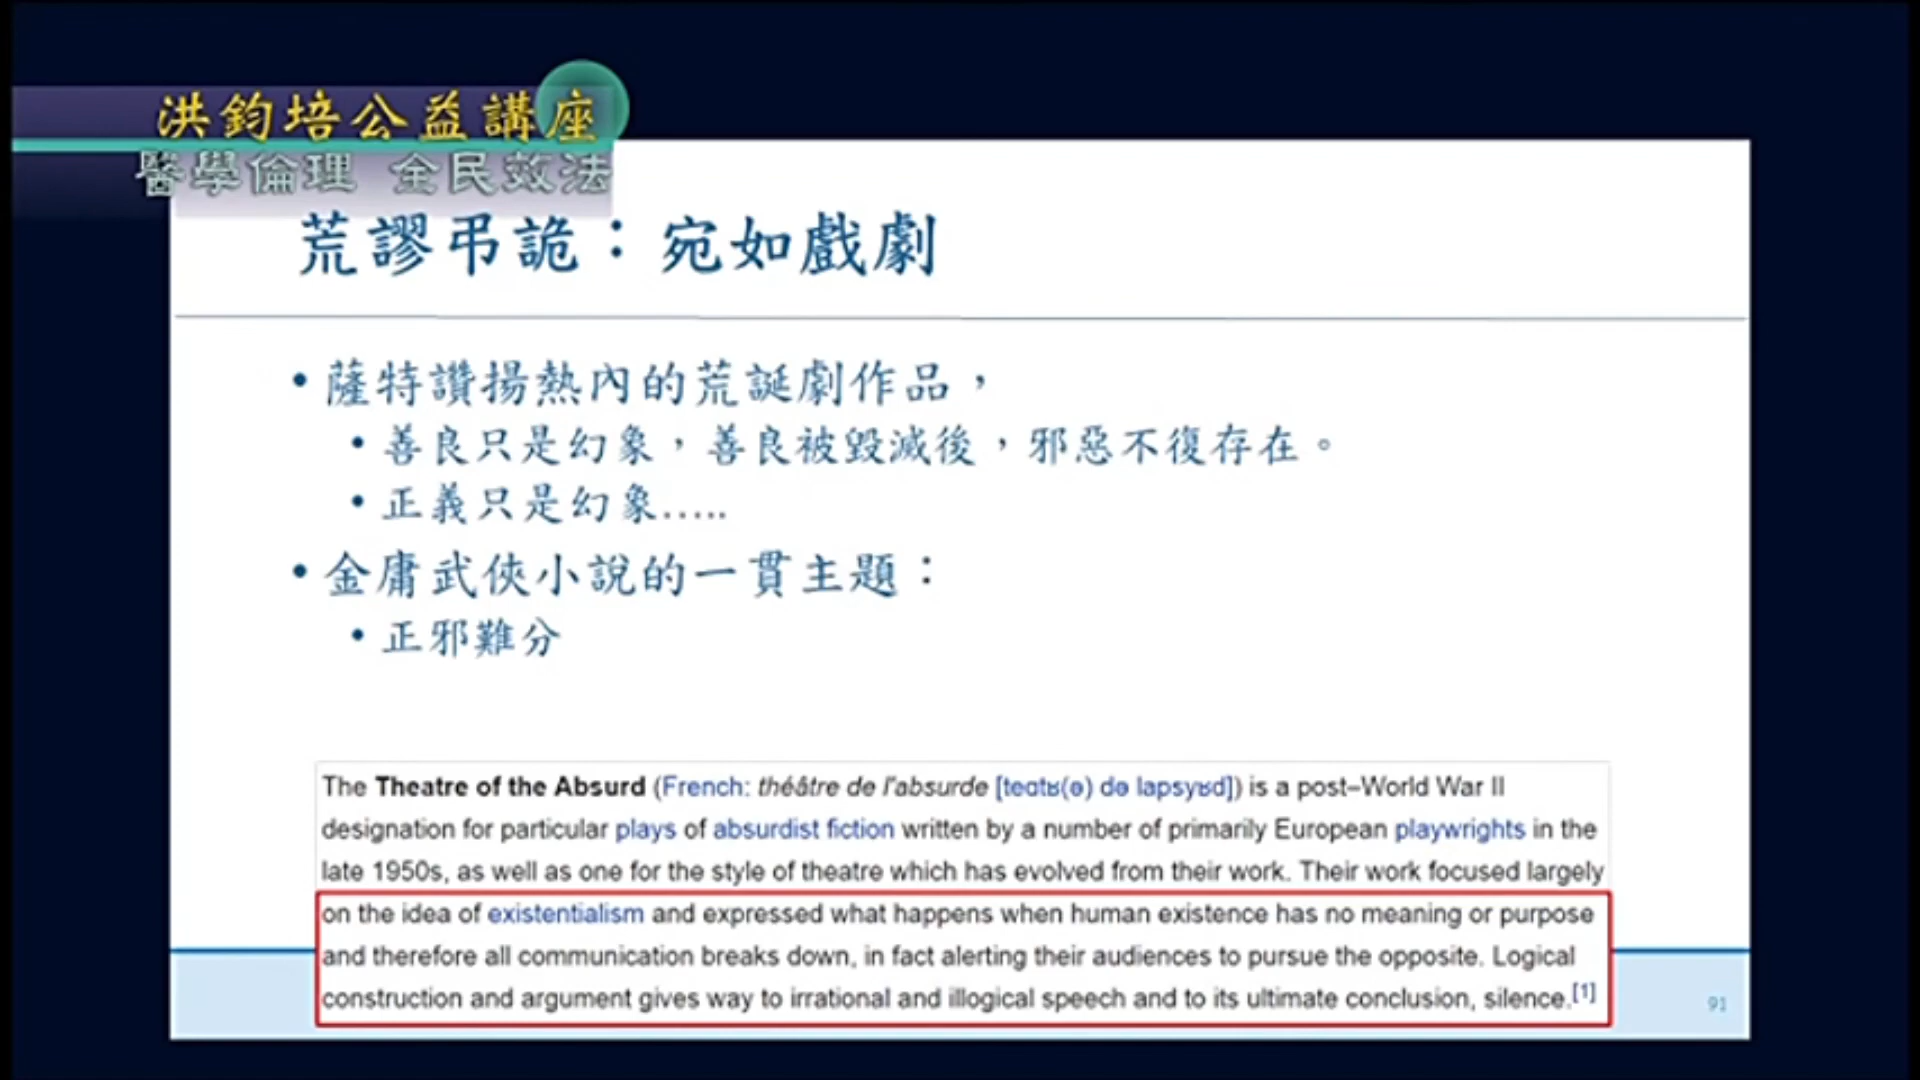 洪鈞培公益講座
醫學倫理 全民效法
荒謬弔詭：宛如戲劇
• 薩特讚揚熱內的荒誕劇作品，
• 善良只是幻象，善良被毀滅後，邪惡不復存在。
• 正義只是幻象…..
• 金庸武俠小說的一貫主題：
• 正邪難分
The Theatre of the Absurd (French: théâtre de l'absurde [teɑtʁ(ə) də lapsyʁd]) is a post–World War II
designation for particular plays of absurdist fiction written by a number of primarily European playwrights in the
late 1950s, as well as one for the style of theatre which has evolved from their work. Their work focused largely
on the idea of existentialism and expressed what happens when human existence has no meaning or purpose
and therefore all communication breaks down, in fact alerting their audiences to pursue the opposite. Logical
construction and argument gives way to irrational and illogical speech and to its ultimate conclusion, silence.[1]
91